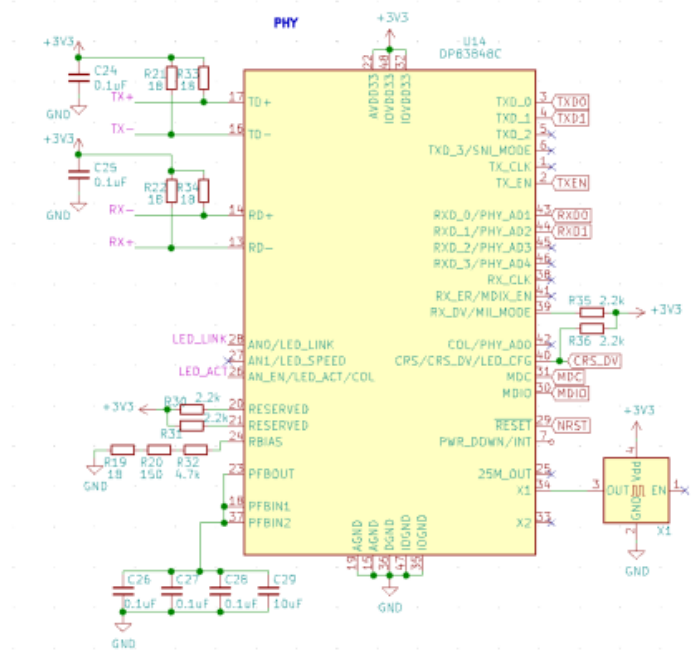 PHY
+3V3
U14
DP83848C
+3V3
C24
0.1uF
GND
R21
18
R33
18
TX+
TX-
+3V3
C25
0.1uF
GND
R22
18
R34
18
RX-
RX+
17 TD+
16 TD-
14 RD+
13 RD-
22 AVDD33
48 IOVDD33
32 IOVDD33
TXD_0 3 TXD0
TXD_1 4 TXD1
TXD_2 5
TXD_3/SNI_MODE 6
TX_CLK 1
TX_EN 2 TXEN
RXD_0/PHY_AD1 43 RXD0
RXD_1/PHY_AD2 44 RXD1
RXD_2/PHY_AD3 45
RXD_3/PHY_AD4 46
RX_CLK 38
RX_ER/MDIX_EN 41
RX_DV/MII_MODE 39
R35 2.2k
+3V3
R36 2.2k
COL/PHY_AD0 42
CRS/CRS_DV/LED_CFG 40 CRS_DV
MDC 31 MDC
MDIO 30 MDIO
RESET 29 NRST
PWR_DOWN/INT 7
25M_OUT 25
X1 34
X2 33
LED_LINK 28 AN0/LED_LINK
27 AN1/LED_SPEED
LED_ACT 26 AN_EN/LED_ACT/COL
+3V3
R30 2.2k
20 RESERVED
R31 2.2k
21 RESERVED
24 RBIAS
GND
R19
18
R20
150
R32
4.7k
23 PFBOUT
18 PFBIN1
37 PFBIN2
19 AGND
15 AGND
36 DGND
47 IOGND
35 IOGND
GND
C26
0.1uF
C27
0.1uF
C28
0.1uF
C29
10uF
GND
+3V3
4 Vdd
3 OUT
EN 1
GND 2
X1
GND